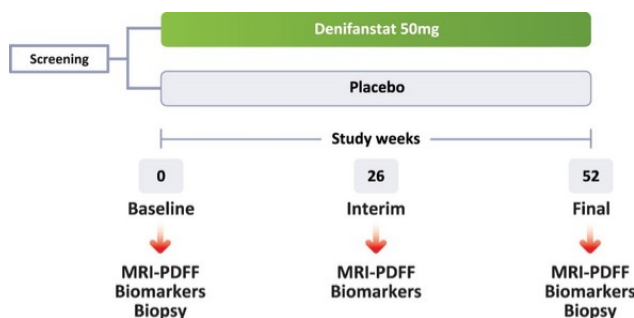 Denifanstat 50mg
Screening
Placebo
Study weeks
0
26
52
Baseline
Interim
Final
MRI-PDFF
Biomarkers
Biopsy
MRI-PDFF
Biomarkers
MRI-PDFF
Biomarkers
Biopsy